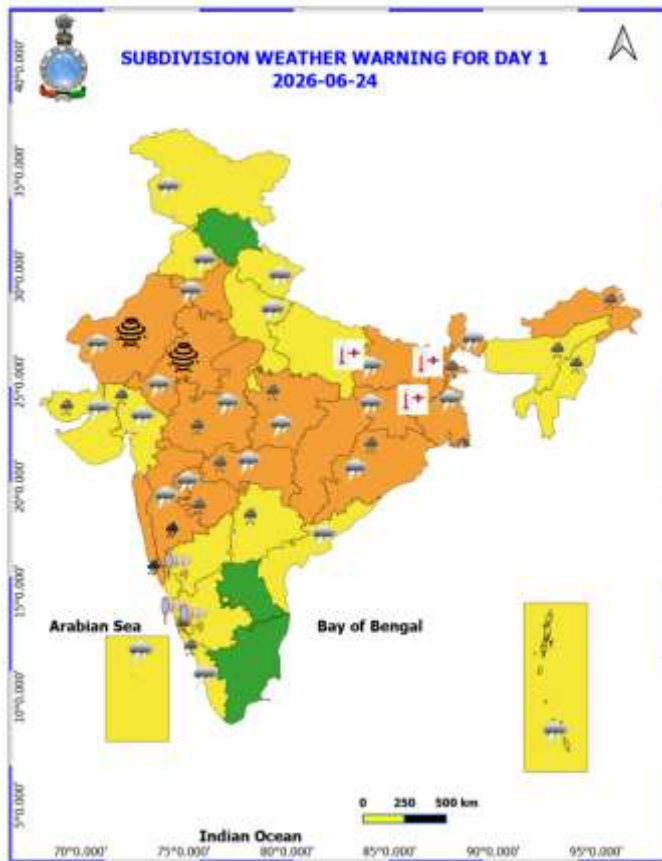 SUBDIVISION WEATHER WARNING FOR DAY 1
2026-06-24
40°0.000'
35°0.000'
30°0.000'
25°0.000'
20°0.000'
15°0.000'
10°0.000'
5°0.000'
Arabian Sea
Bay of Bengal
0 250 500 km
Indian Ocean
70°0.000' 75°0.000' 80°0.000' 85°0.000' 90°0.000' 95°0.000'